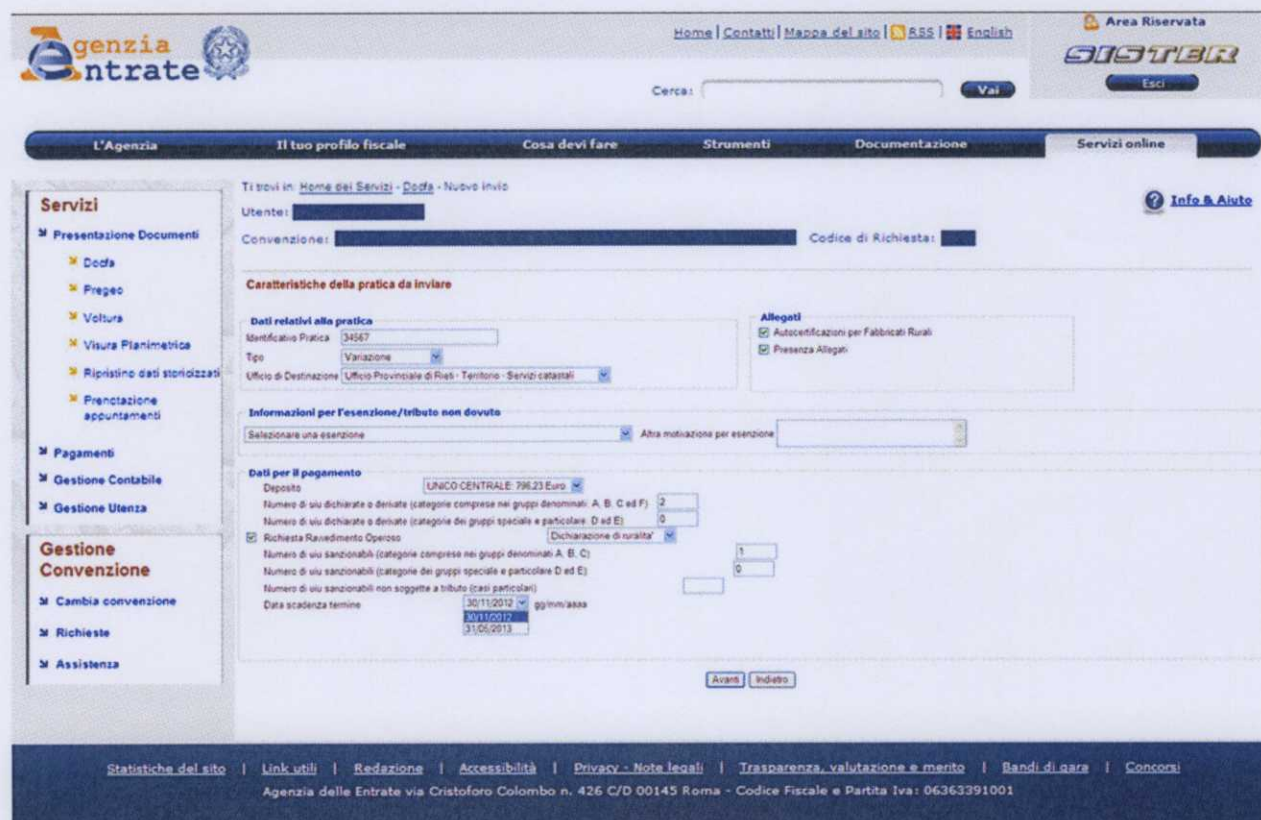 Agenzia
Entrate
Home | Contatti | Mappa del sito | RSS | English
Area Riservata
SISTER
Esci
Cerca:
Vai
L'Agenzia
Il tuo profilo fiscale
Cosa devi fare
Strumenti
Documentazione
Servizi online
Servizi
Presentazione Documenti
Docfa
Pregeo
Voltura
Visura Planimetrica
Ripristino dati storicizzati
Prenotazione
appuntamenti
Pagamenti
Gestione Contabile
Gestione Utenza
Gestione
Convenzione
Cambia convenzione
Richieste
Assistenza
Ti trovi in: Home dei Servizi - Docfa - Nuovo invio
Info & Aiuto
Utente:
Convenzione:
Codice di Richiesta:
Caratteristiche della pratica da inviare
Dati relativi alla pratica
Identificativo Pratica 34567
Tipo Variazione
Ufficio di Destinazione Ufficio Provinciale di Rieti - Territorio - Servizi catastali
Allegati
Autocertificazioni per Fabbricati Rurali
Presenza Allegati
Informazioni per l'esenzione/tributo non dovuto
Selezionare una esenzione
Altra motivazione per esenzione
Dati per il pagamento
Deposito UNICO CENTRALE: 796,23 Euro
Numero di uiu dichiarate o derivate (categorie comprese nei gruppi denominati: A, B, C ed F) 2
Numero di uiu dichiarate o derivate (categorie dei gruppi speciale e particolare: D ed E) 0
Richiesta Ravvedimento Operoso Dichiarazione di ruralita'
Numero di uiu sanzionabili (categorie comprese nei gruppi denominati A, B, C) 1
Numero di uiu sanzionabili (categorie dei gruppi speciale e particolare D ed E) 0
Numero di uiu sanzionabili non soggette a tributo (casi particolari)
Data scadenza termine 30/11/2012 gg/mm/aaaa
30/11/2012
31/05/2013
Avanti Indietro
Statistiche del sito | Link utili | Redazione | Accessibilità | Privacy - Note legali | Trasparenza, valutazione e merito | Bandi di gara | Concorsi
Agenzia delle Entrate via Cristoforo Colombo n. 426 C/D 00145 Roma - Codice Fiscale e Partita Iva: 06363391001